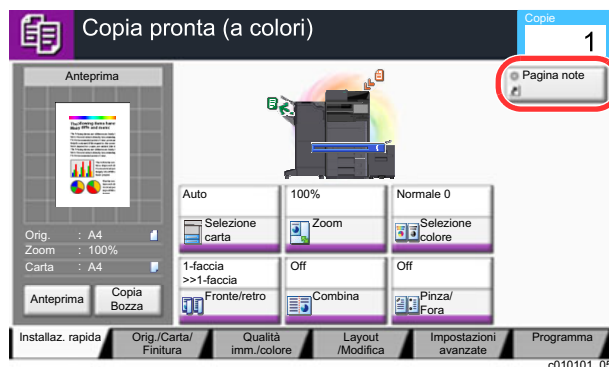 Copia pronta (a colori)
Copie
1
Anteprima
Pagina note
Orig. : A4
Zoom : 100%
Carta : A4
Anteprima
Copia
Bozza
Auto
Selezione
carta
100%
Zoom
Normale 0
Selezione
colore
1-faccia
>>1-faccia
Fronte/retro
Off
Combina
Off
Pinza/
Fora
Installaz. rapida
Orig./Carta/
Finitura
Qualità
imm./colore
Layout
/Modifica
Impostazioni
avanzate
Programma
c010101_05